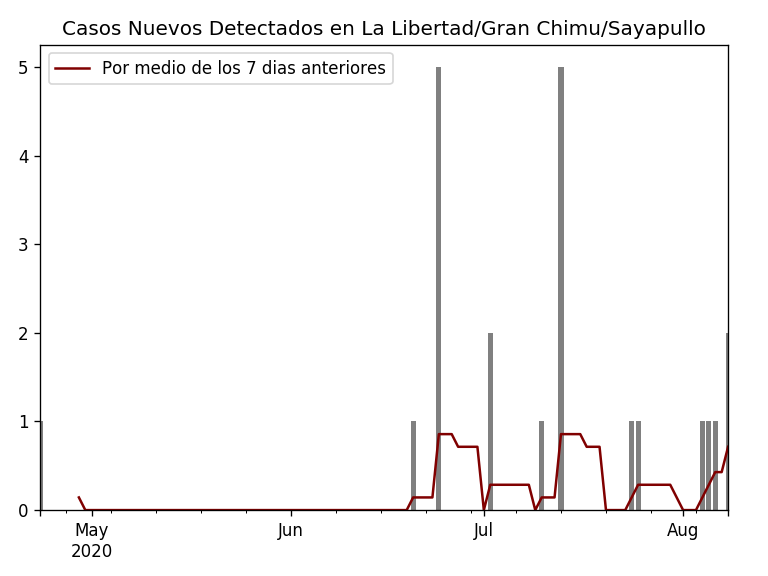 Casos Nuevos Detectados en La Libertad/Gran Chimu/Sayapullo
Por medio de los 7 dias anteriores
5
4
3
2
1
0
May Jun Jul Aug
2020